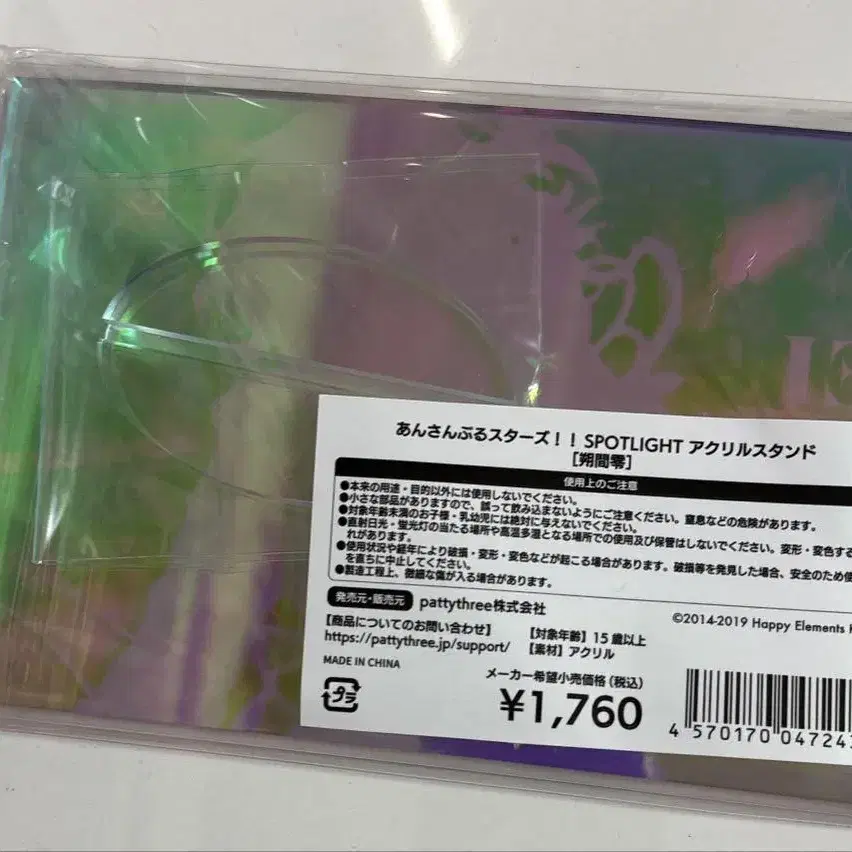 あんさんぶるスターズ！！ SPOTLIGHT アクリルスタンド
［朔間零］
使用上のご注意
●本来の用途・目的以外には使用しないでください。
●小さな部品がありますので、誤って飲み込まないようにご注意ください。窒息などの危険があります。
●対象年齢未満のお子様・乳幼児には絶対に与えないでください。
●直射日光・蛍光灯の当たる場所や高温多湿となる場所での使用及び保管はしないでください。変形・変色する
れがあります。
●使用状況や経年により破損・変形・変色などが起こる場合があります。破損等を発見した場合、安全のため使
を直ちに中止してください。
●製造工程上、微細な傷が入る場合があります。
発売元・販売元 pattythree株式会社
©2014-2019 Happy Elements
【商品についてのお問い合わせ】
https://pattythree.jp/support/
【対象年齢】15歳以上
【素材】アクリル
MADE IN CHINA
プラ
メーカー希望小売価格（税込）
¥1,760
4 570170 04724